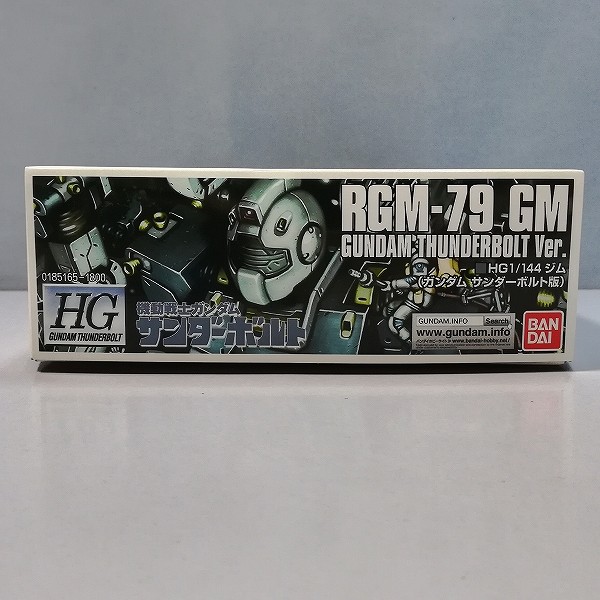 RGM-79 GM
GUNDAM THUNDERBOLT Ver.
■HG1/144 ジム
(ガンダム サンダーボルト版)
0185165-1800
HG
GUNDAM THUNDERBOLT
機動戦士ガンダム
サンダーボルト
GUNDAM.INFO Search
www.gundam.info
BAN
DAI